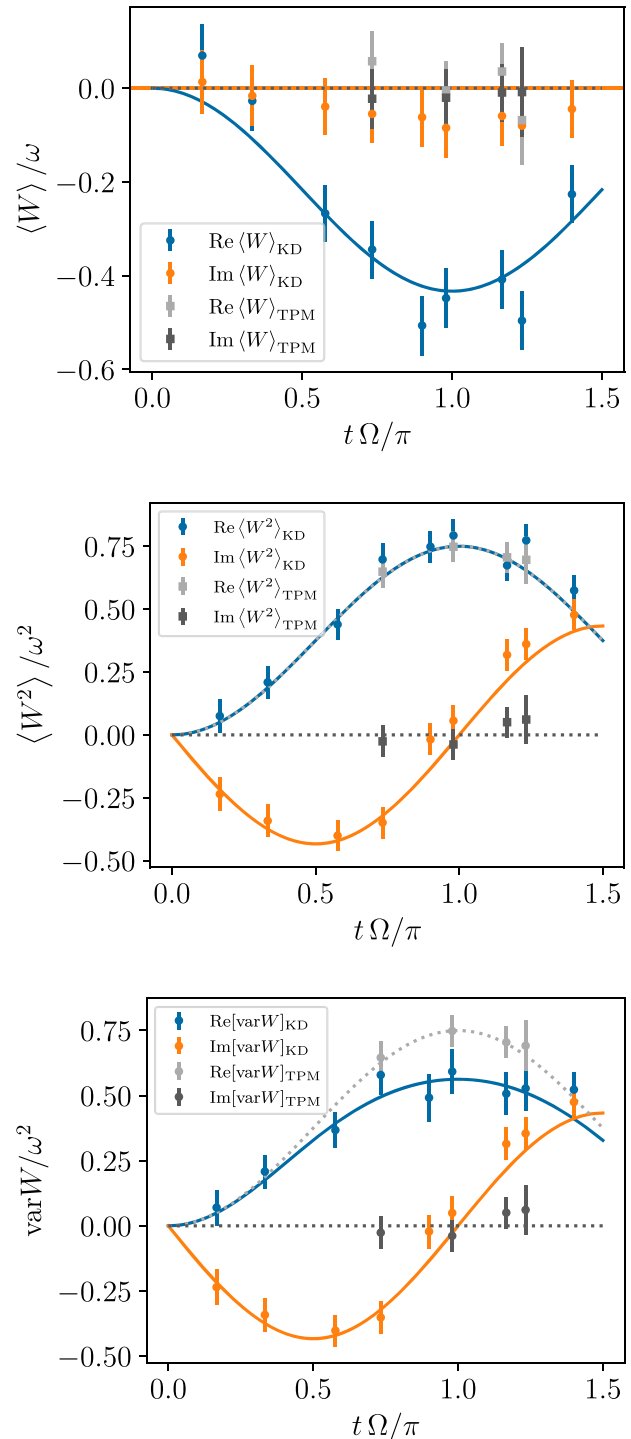 0.0
−0.2
−0.4
−0.6
⟨W⟩/ω
Re ⟨W⟩KD
Im ⟨W⟩KD
Re ⟨W⟩TPM
Im ⟨W⟩TPM
0.0 0.5 1.0 1.5
t Ω/π
0.75
0.50
0.25
0.00
−0.25
−0.50
⟨W²⟩/ω²
Re ⟨W²⟩KD
Im ⟨W²⟩KD
Re ⟨W²⟩TPM
Im ⟨W²⟩TPM
0.0 0.5 1.0 1.5
t Ω/π
0.75
0.50
0.25
0.00
−0.25
−0.50
varW/ω²
Re[varW]KD
Im[varW]KD
Re[varW]TPM
Im[varW]TPM
0.0 0.5 1.0 1.5
t Ω/π